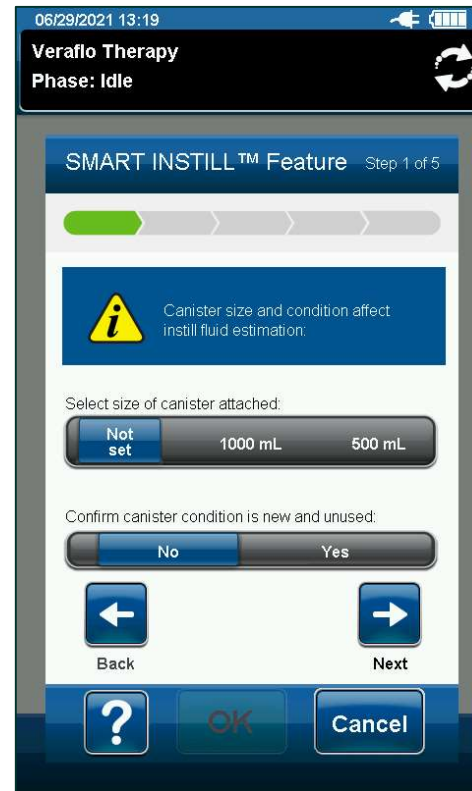 06/29/2021 13:19
Veraflo Therapy
Phase: Idle
SMART INSTILL™ Feature Step 1 of 5
i
Canister size and condition affect
instill fluid estimation:
Select size of canister attached:
Not
set
1000 mL
500 mL
Confirm canister condition is new and unused:
No
Yes
Back
Next
?
OK
Cancel